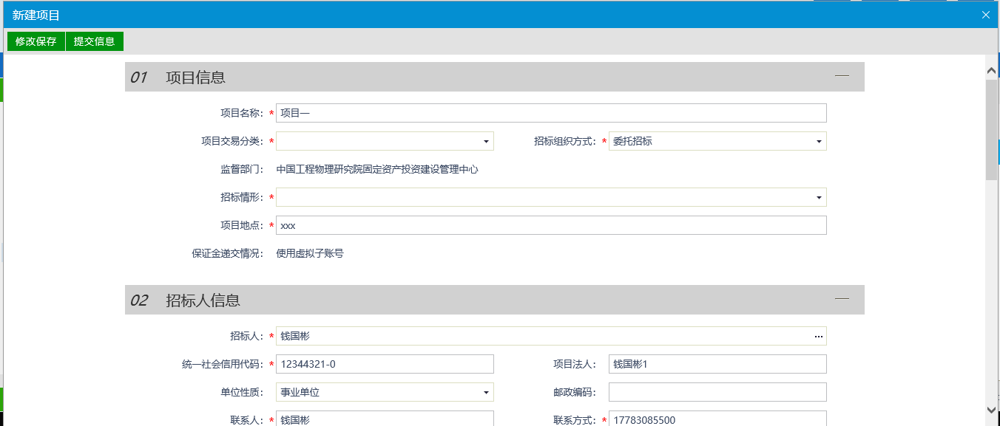 新建项目
修改保存 提交信息
01 项目信息
项目名称： * 项目一
项目交易分类： * 招标组织方式： * 委托招标
监督部门： 中国工程物理研究院固定资产投资建设管理中心
招标情形： *
项目地点： * xxx
保证金递交情况： 使用虚拟子账号
02 招标人信息
招标人： * 钱国彬 ...
统一社会信用代码： * 12344321-0 项目法人： 钱国彬1
单位性质： 事业单位 邮政编码：
联系人： * 钱国彬 联系方式： * 17783085500